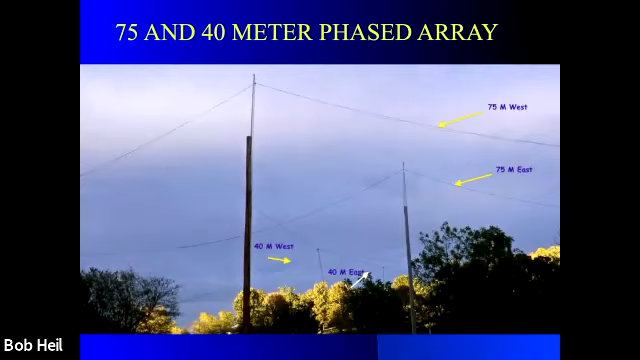 75 AND 40 METER PHASED ARRAY
75 M West
75 M East
40 M West
40 M East
Bob Heil